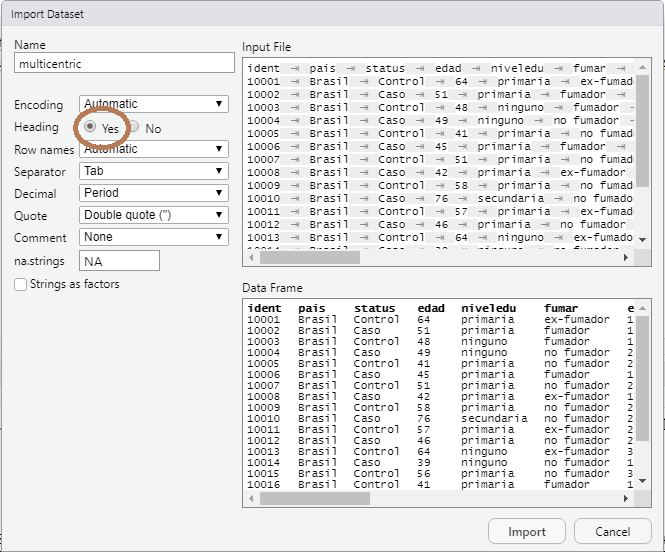 Import Dataset
Name
multicentric
Encoding Automatic
Heading Yes No
Row names Automatic
Separator Tab
Decimal Period
Quote Double quote (")
Comment None
na.strings NA
Strings as factors
Input File
ident → pais → status → edad → niveledu → fumar →
10001 → Brasil → Control → 64 → primaria → ex-fumado
10002 → Brasil → Caso → 51 → primaria → fumador →
10003 → Brasil → Control → 48 → ninguno → fumador →
10004 → Brasil → Caso → 49 → ninguno → no fumador →
10005 → Brasil → Control → 41 → primaria → no fumad
10006 → Brasil → Caso → 45 → primaria → fumador →
10007 → Brasil → Control → 51 → primaria → no fumad
10008 → Brasil → Caso → 42 → primaria → ex-fumador
10009 → Brasil → Control → 58 → primaria → no fumad
10010 → Brasil → Caso → 76 → secundaria → no fumado
10011 → Brasil → Control → 57 → primaria → ex-fumad
10012 → Brasil → Caso → 46 → primaria → no fumador
10013 → Brasil → Control → 64 → ninguno → ex-fumado
Data Frame
ident pais status edad niveledu fumar e
10001 Brasil Control 64 primaria ex-fumador 1
10002 Brasil Caso 51 primaria fumador 1
10003 Brasil Control 48 ninguno fumador 1
10004 Brasil Caso 49 ninguno no fumador 2
10005 Brasil Control 41 primaria no fumador 2
10006 Brasil Caso 45 primaria fumador 1
10007 Brasil Control 51 primaria no fumador 2
10008 Brasil Caso 42 primaria ex-fumador 1
10009 Brasil Control 58 primaria no fumador 2
10010 Brasil Caso 76 secundaria no fumador 2
10011 Brasil Control 57 primaria ex-fumador 2
10012 Brasil Caso 46 primaria no fumador 2
10013 Brasil Control 64 ninguno ex-fumador 3
10014 Brasil Caso 39 ninguno no fumador 1
10015 Brasil Control 56 primaria no fumador 3
10016 Brasil Control 41 primaria fumador 1
Import Cancel